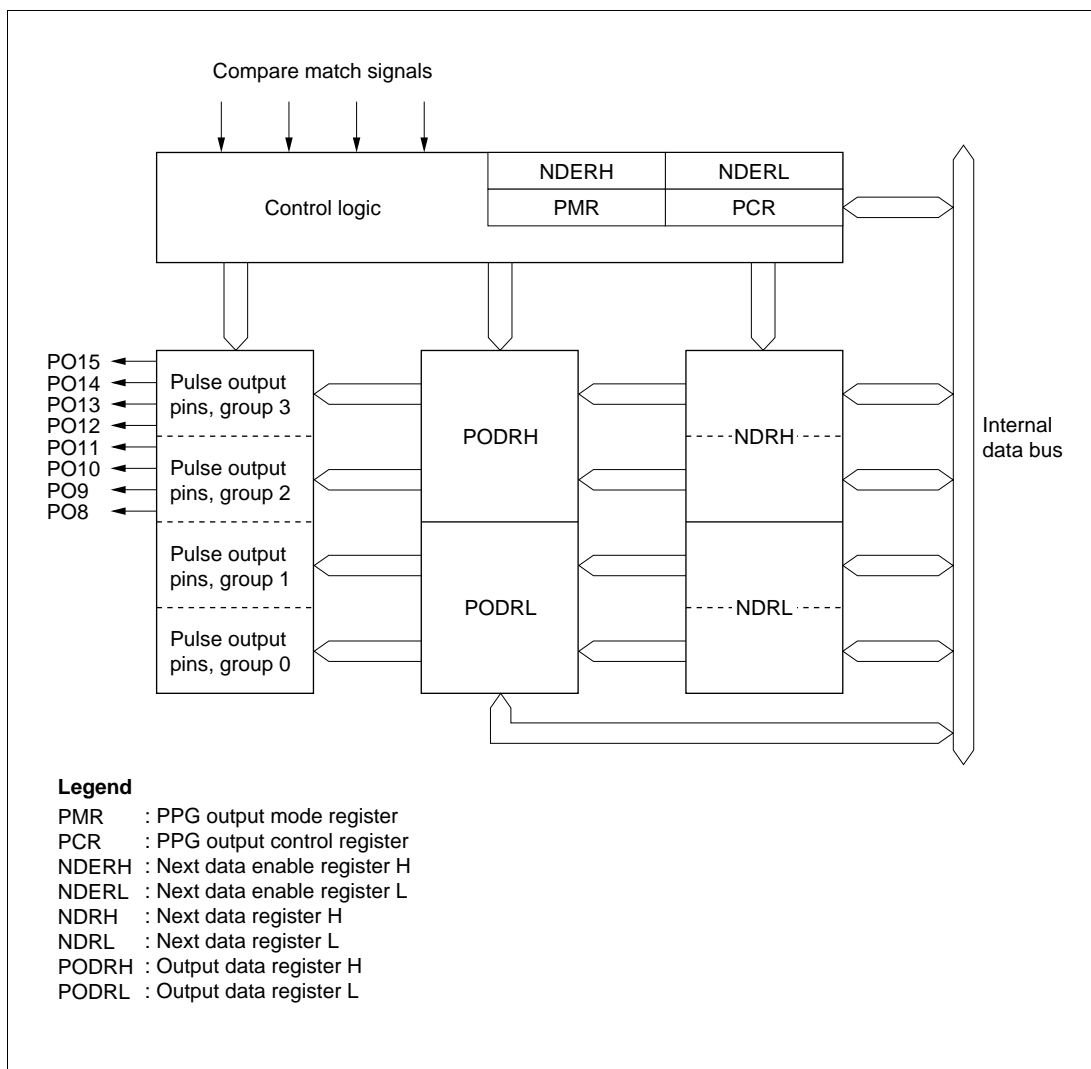 Compare match signals
NDERH NDERL
Control logic PMR PCR
PO15
PO14
PO13
PO12
PO11
PO10
PO9
PO8
Pulse output
pins, group 3
Pulse output
pins, group 2
Pulse output
pins, group 1
Pulse output
pins, group 0
PODRH
PODRL
NDRH
NDRL
Internal
data bus
Legend
PMR : PPG output mode register
PCR : PPG output control register
NDERH : Next data enable register H
NDERL : Next data enable register L
NDRH : Next data register H
NDRL : Next data register L
PODRH : Output data register H
PODRL : Output data register L